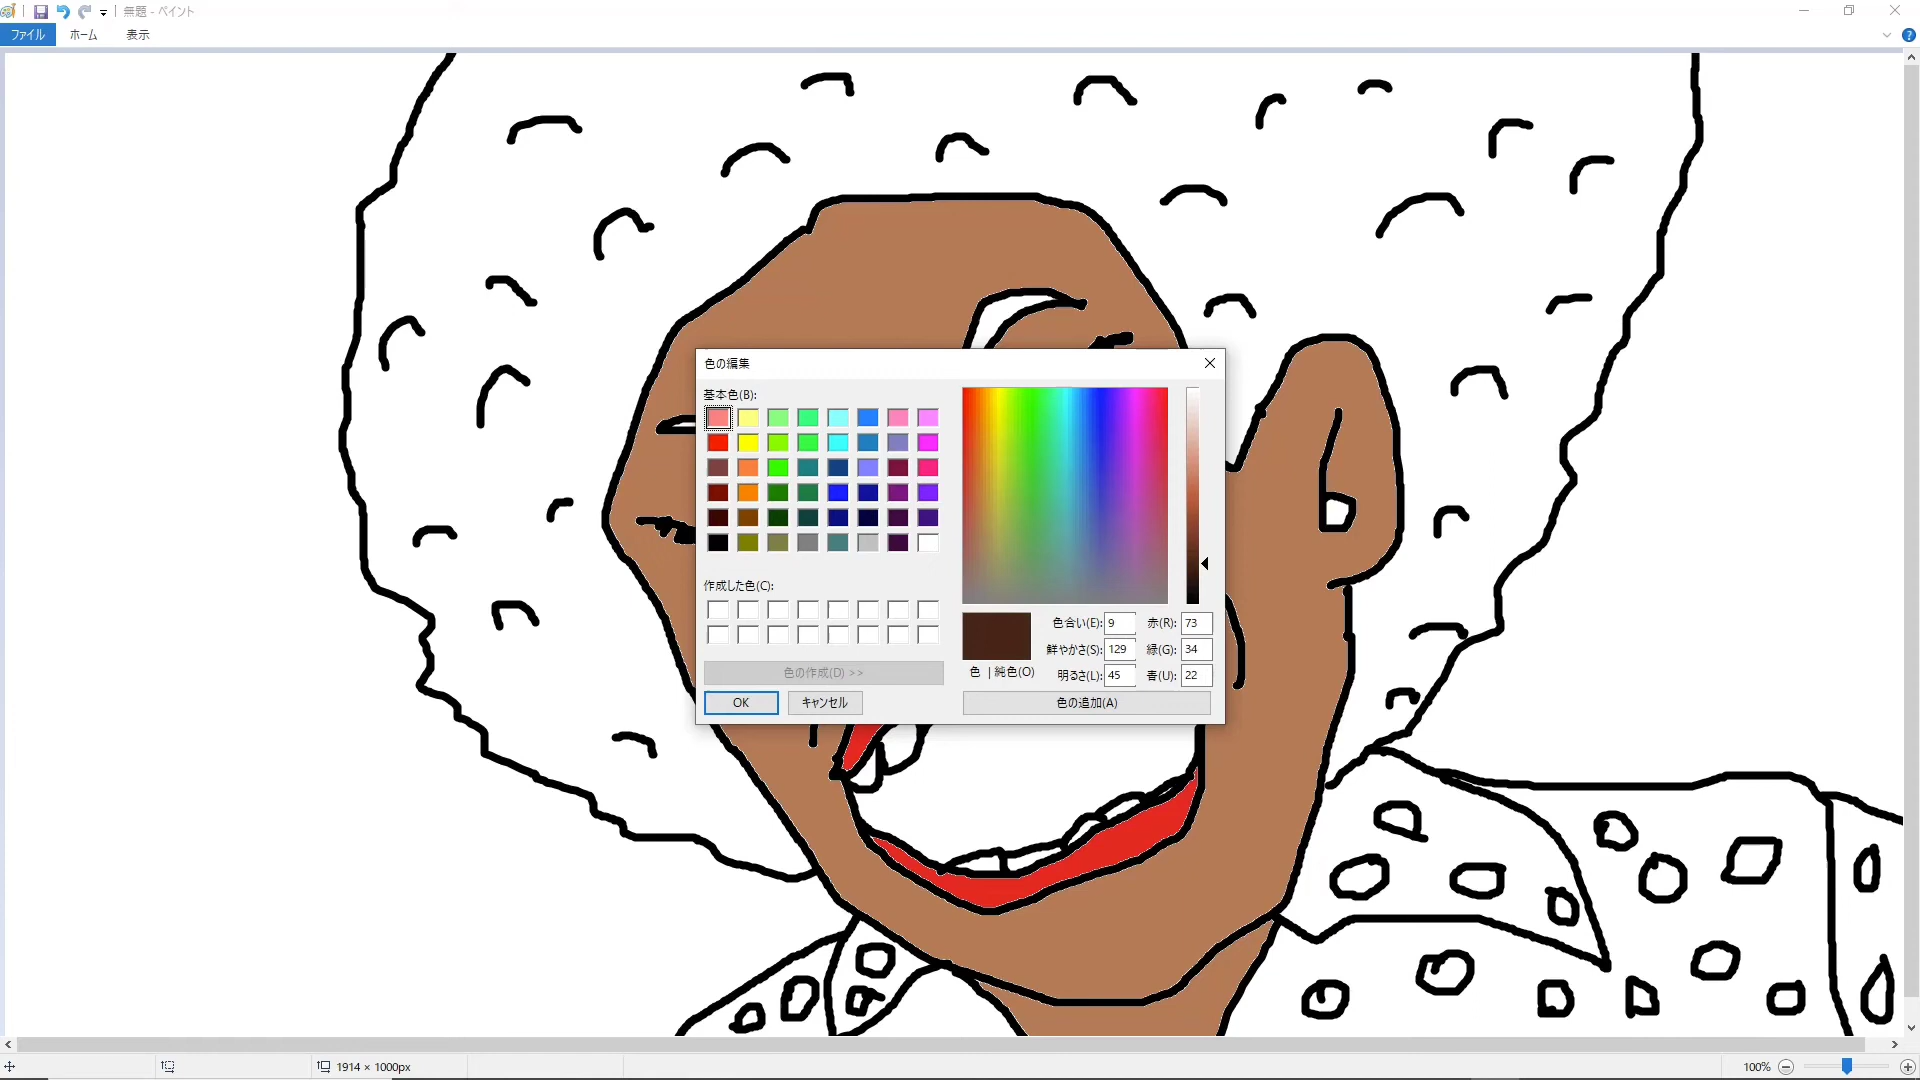 無題 - ペイント
ファイル ホーム 表示
色の編集
基本色(B):
作成した色(C):
色の作成(D) >>
OK キャンセル
色合い(E): 9 赤(R): 73
鮮やかさ(S): 129 緑(G): 34
色 | 純色(O) 明るさ(L): 45 青(U): 22
色の追加(A)
1914 × 1000px
100%